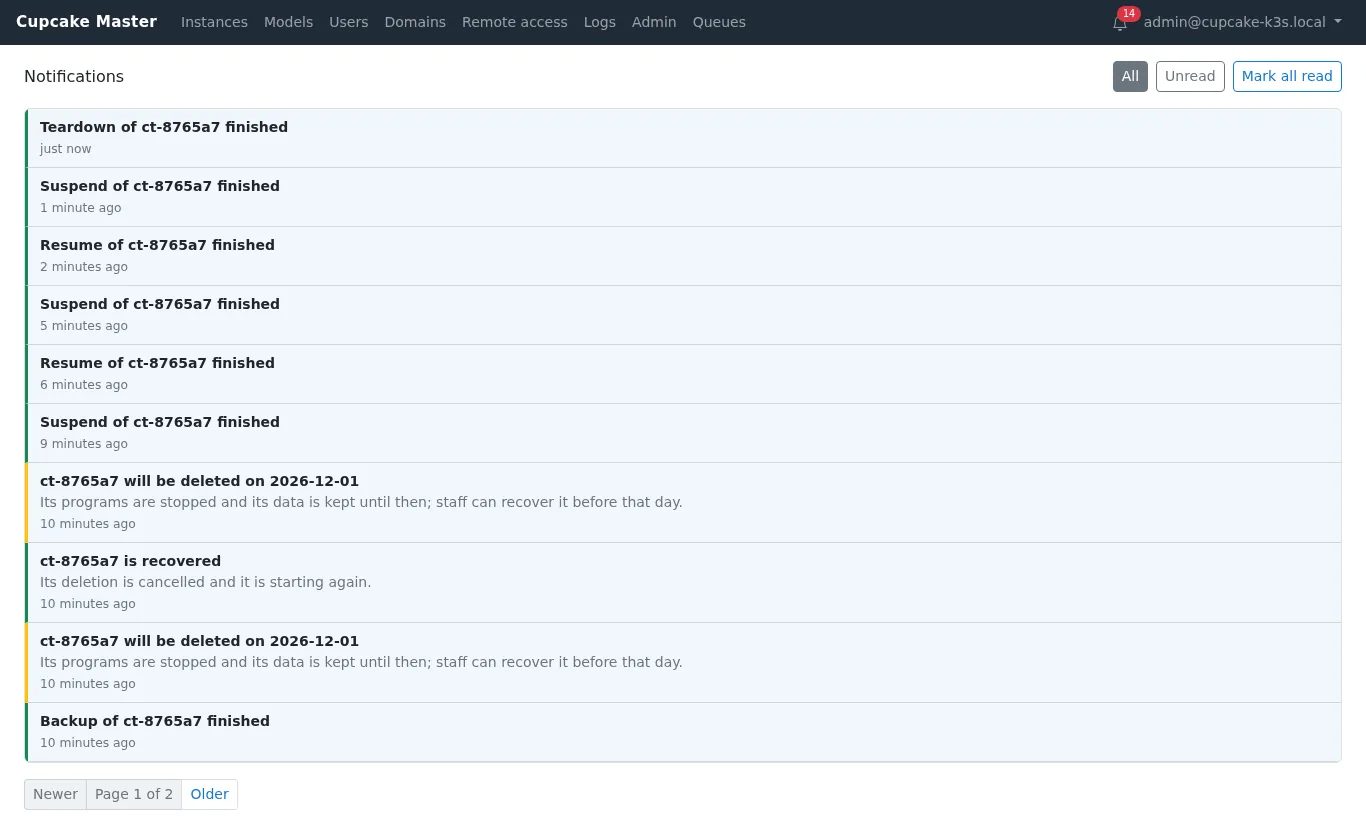 Cupcake Master Instances Models Users Domains Remote access Logs Admin Queues 14 admin@cupcake-k3s.local
Notifications All Unread Mark all read
Teardown of ct-8765a7 finished
just now
Suspend of ct-8765a7 finished
1 minute ago
Resume of ct-8765a7 finished
2 minutes ago
Suspend of ct-8765a7 finished
5 minutes ago
Resume of ct-8765a7 finished
6 minutes ago
Suspend of ct-8765a7 finished
9 minutes ago
ct-8765a7 will be deleted on 2026-12-01
Its programs are stopped and its data is kept until then; staff can recover it before that day.
10 minutes ago
ct-8765a7 is recovered
Its deletion is cancelled and it is starting again.
10 minutes ago
ct-8765a7 will be deleted on 2026-12-01
Its programs are stopped and its data is kept until then; staff can recover it before that day.
10 minutes ago
Backup of ct-8765a7 finished
10 minutes ago
Newer Page 1 of 2 Older